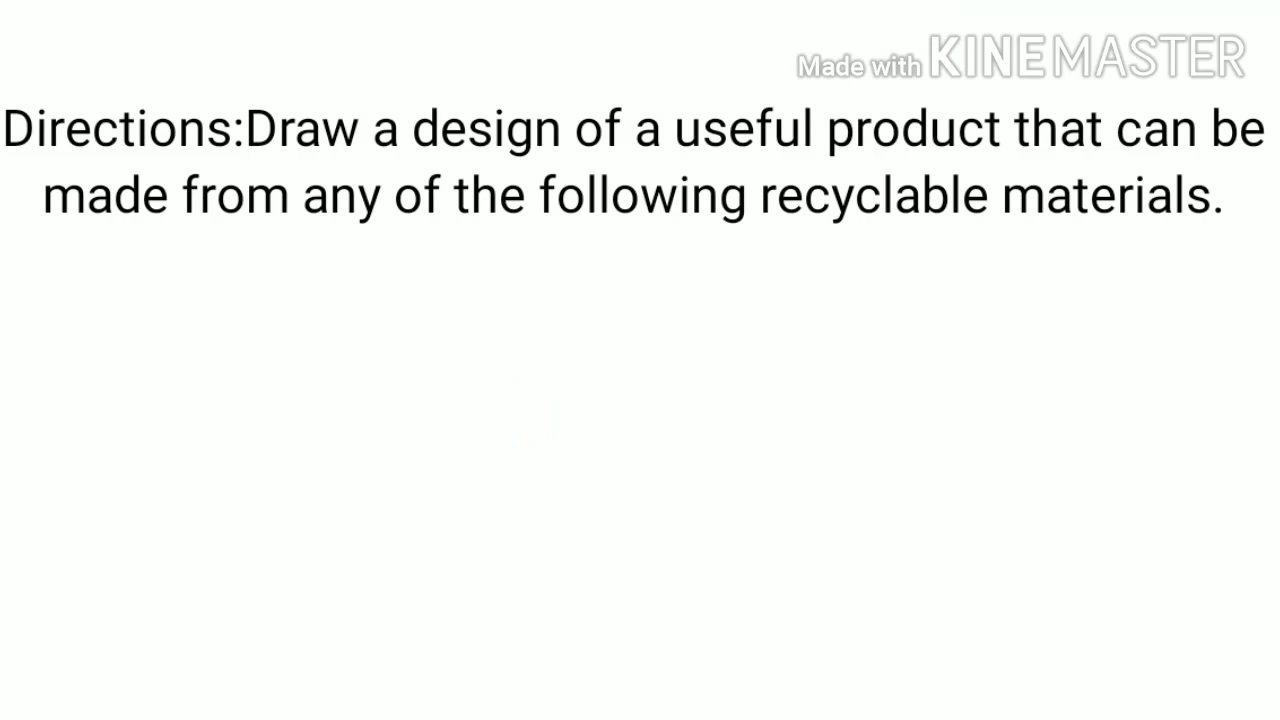 Made with KINEMASTER
Directions:Draw a design of a useful product that can be
made from any of the following recyclable materials.